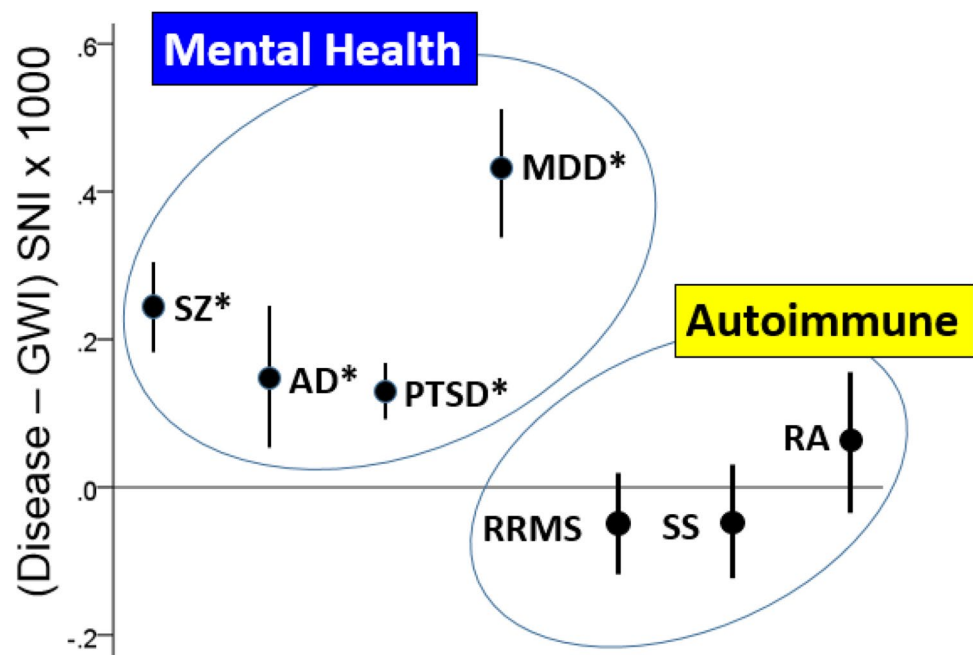 Mental Health
(Disease – GWI) SNI x 1000
.6
.4
.2
.0
-.2
MDD*
SZ*
AD*
PTSD*
Autoimmune
RA
RRMS
SS